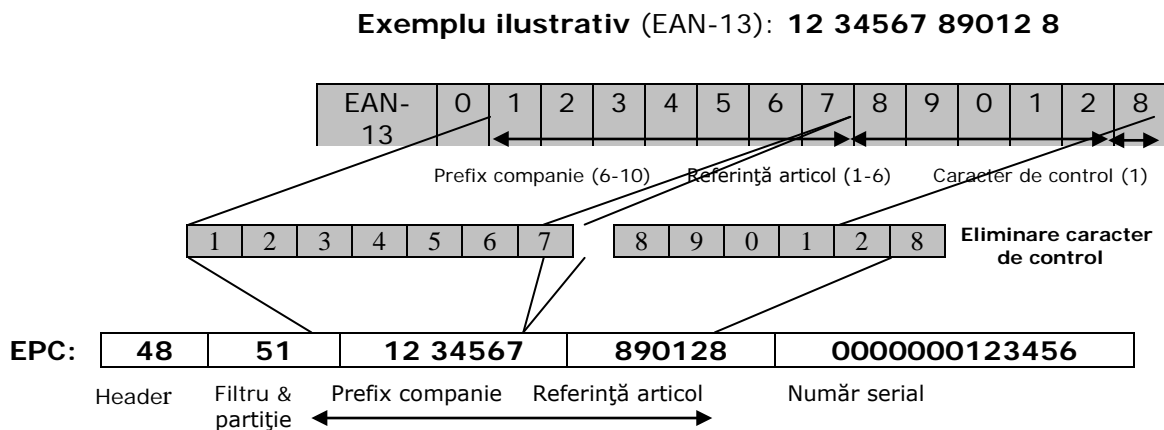 Exemplu ilustrativ (EAN-13): 12 34567 89012 8
EAN-13 0 1 2 3 4 5 6 7 8 9 0 1 2 8
Prefix companie (6-10) Referinţă articol (1-6) Caracter de control (1)
1 2 3 4 5 6 7 8 9 0 1 2 8 Eliminare caracter
de control
EPC: 48 51 12 34567 890128 0000000123456
Header Filtru & Prefix companie Referinţă articol Număr serial
partiţie